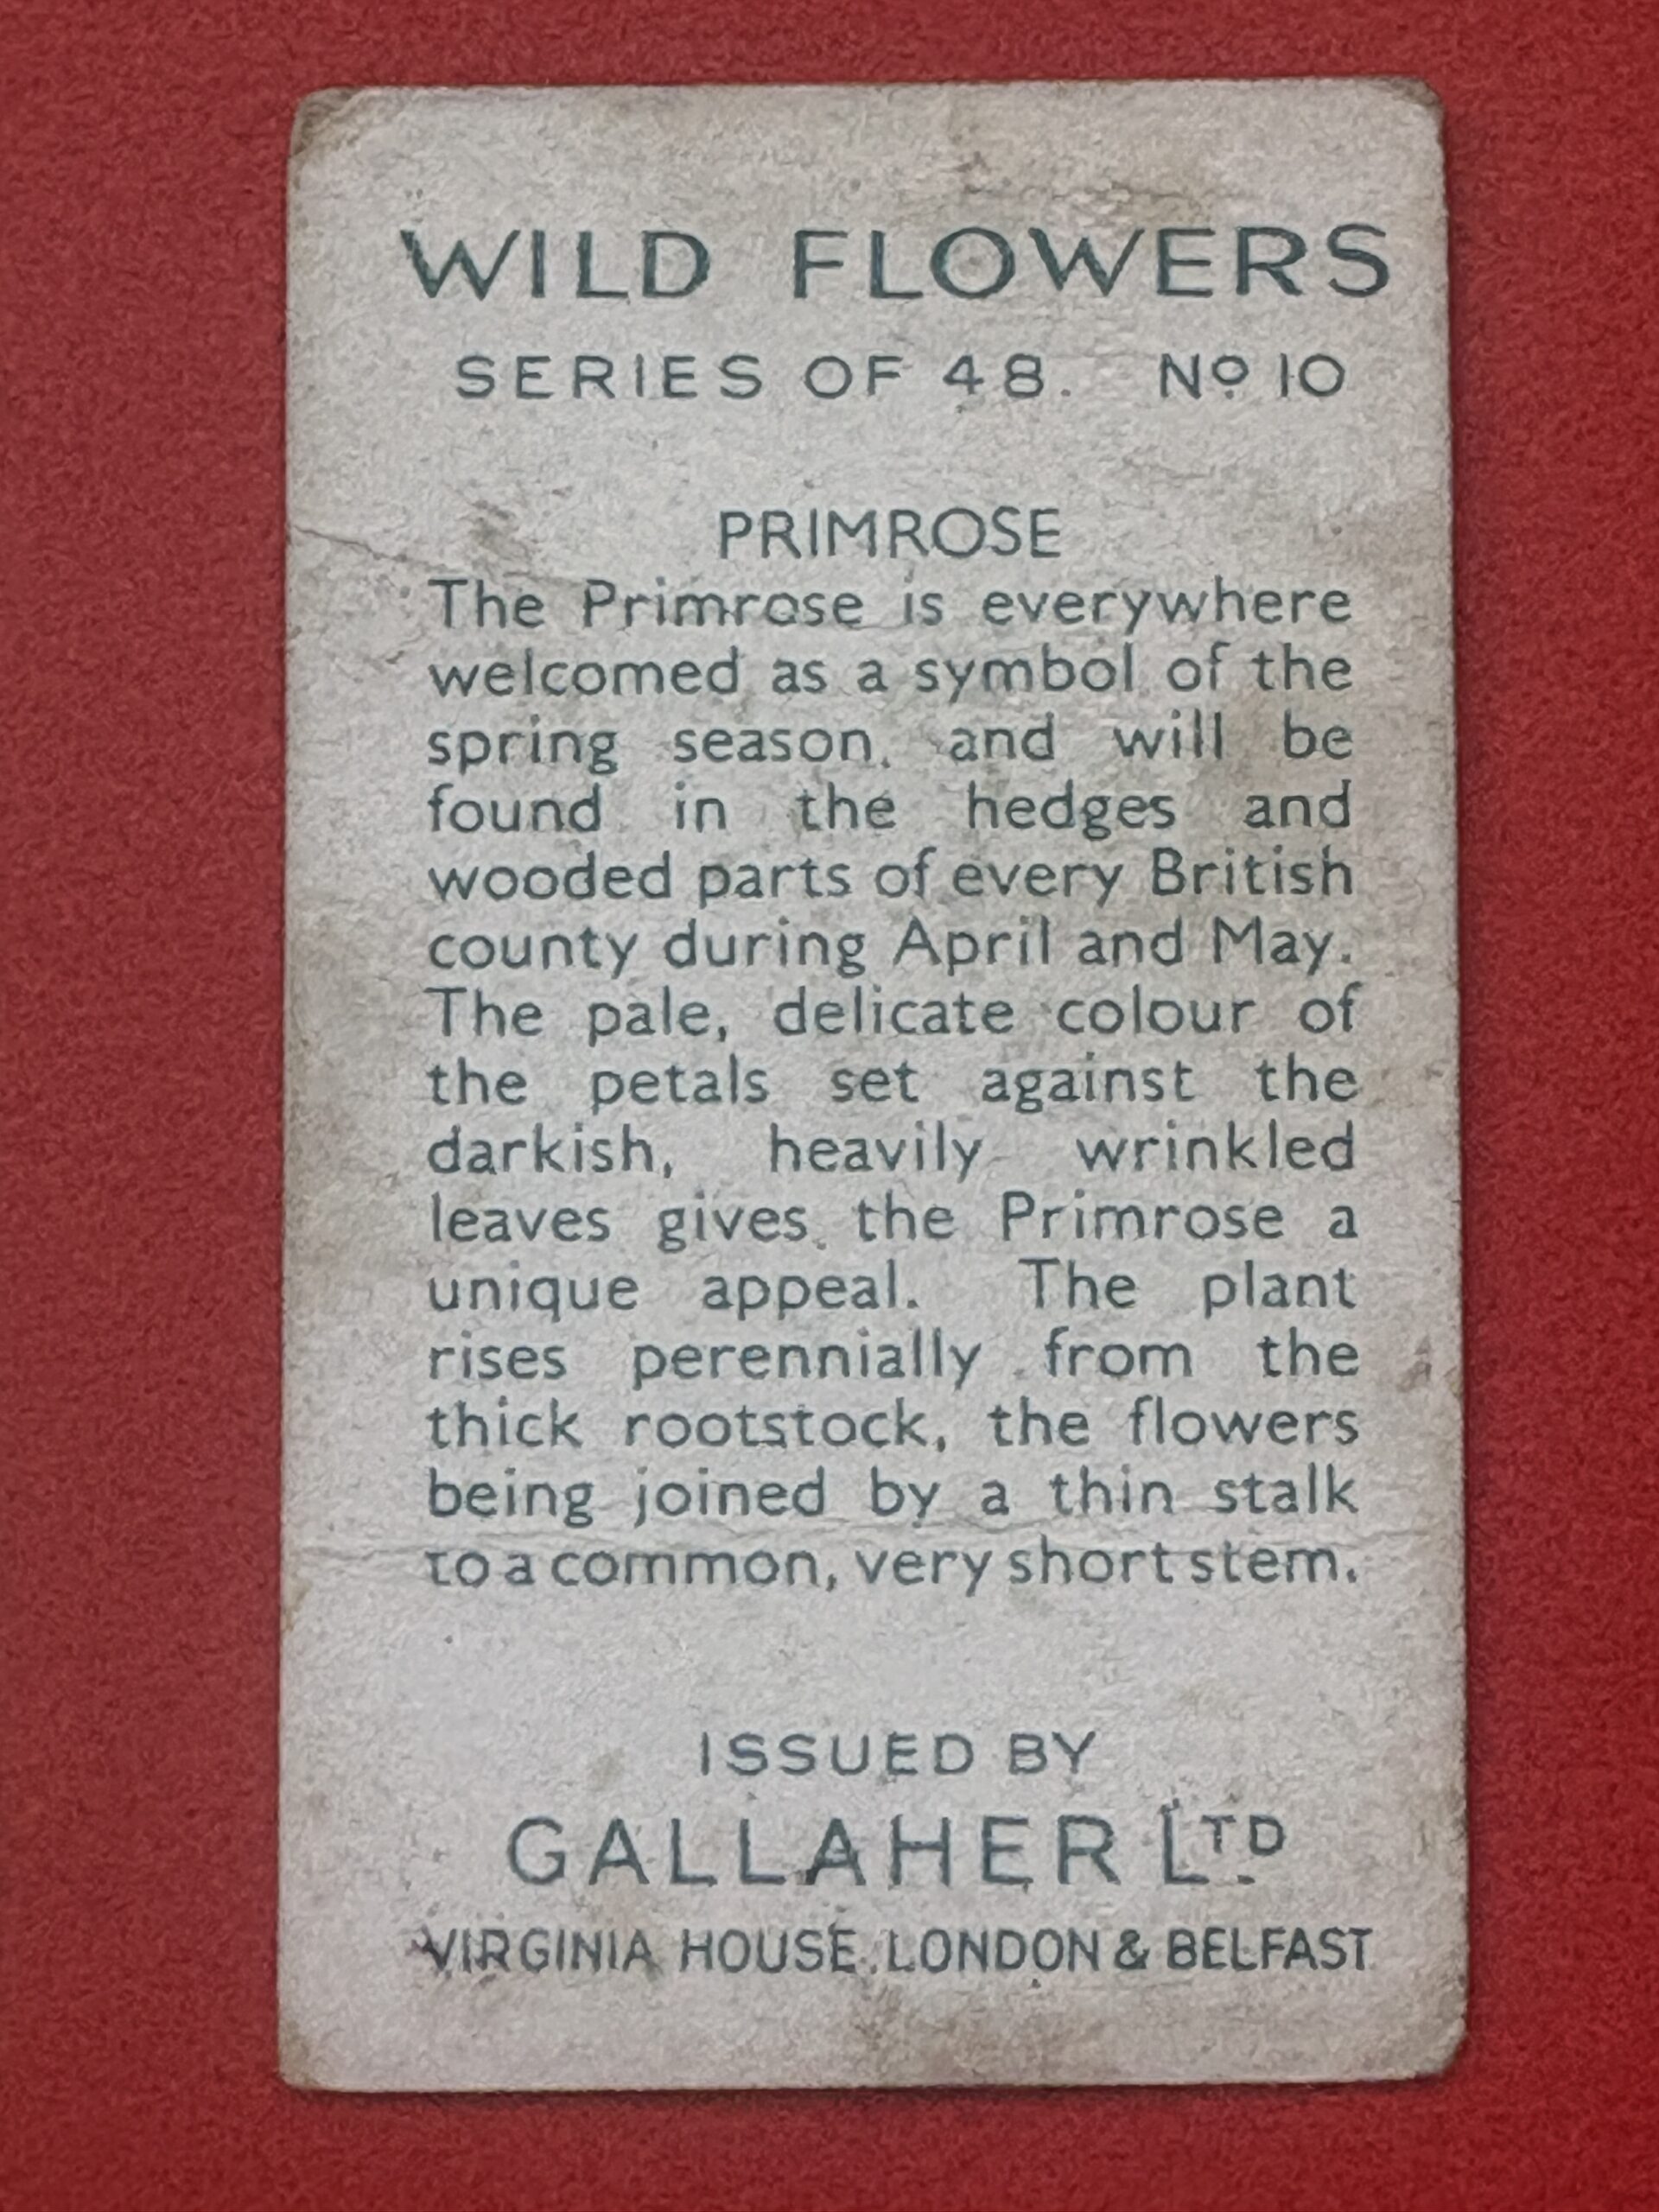 WILD FLOWERS
SERIES OF 48. Nº 10
PRIMROSE
The Primrose is everywhere
welcomed as a symbol of the
spring season, and will be
found in the hedges and
wooded parts of every British
county during April and May.
The pale, delicate colour of
the petals set against the
darkish, heavily wrinkled
leaves gives the Primrose a
unique appeal. The plant
rises perennially from the
thick rootstock, the flowers
being joined by a thin stalk
to a common, very short stem.
ISSUED BY
GALLAHER LTD
VIRGINIA HOUSE, LONDON & BELFAST